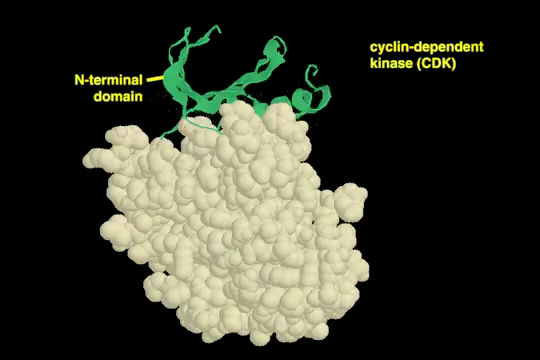 cyclin-dependent
kinase (CDK)
N-terminal
domain